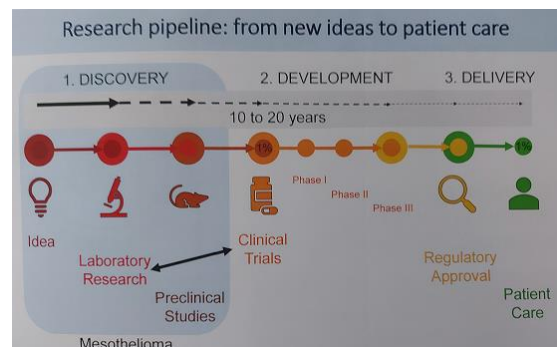 Research pipeline: from new ideas to patient care
1. DISCOVERY
2. DEVELOPMENT
3. DELIVERY
10 to 20 years
1%
1%
Phase I
Phase II
Phase III
Idea
Laboratory
Research
Preclinical
Studies
Clinical
Trials
Regulatory
Approval
Patient
Care
Mesothelioma